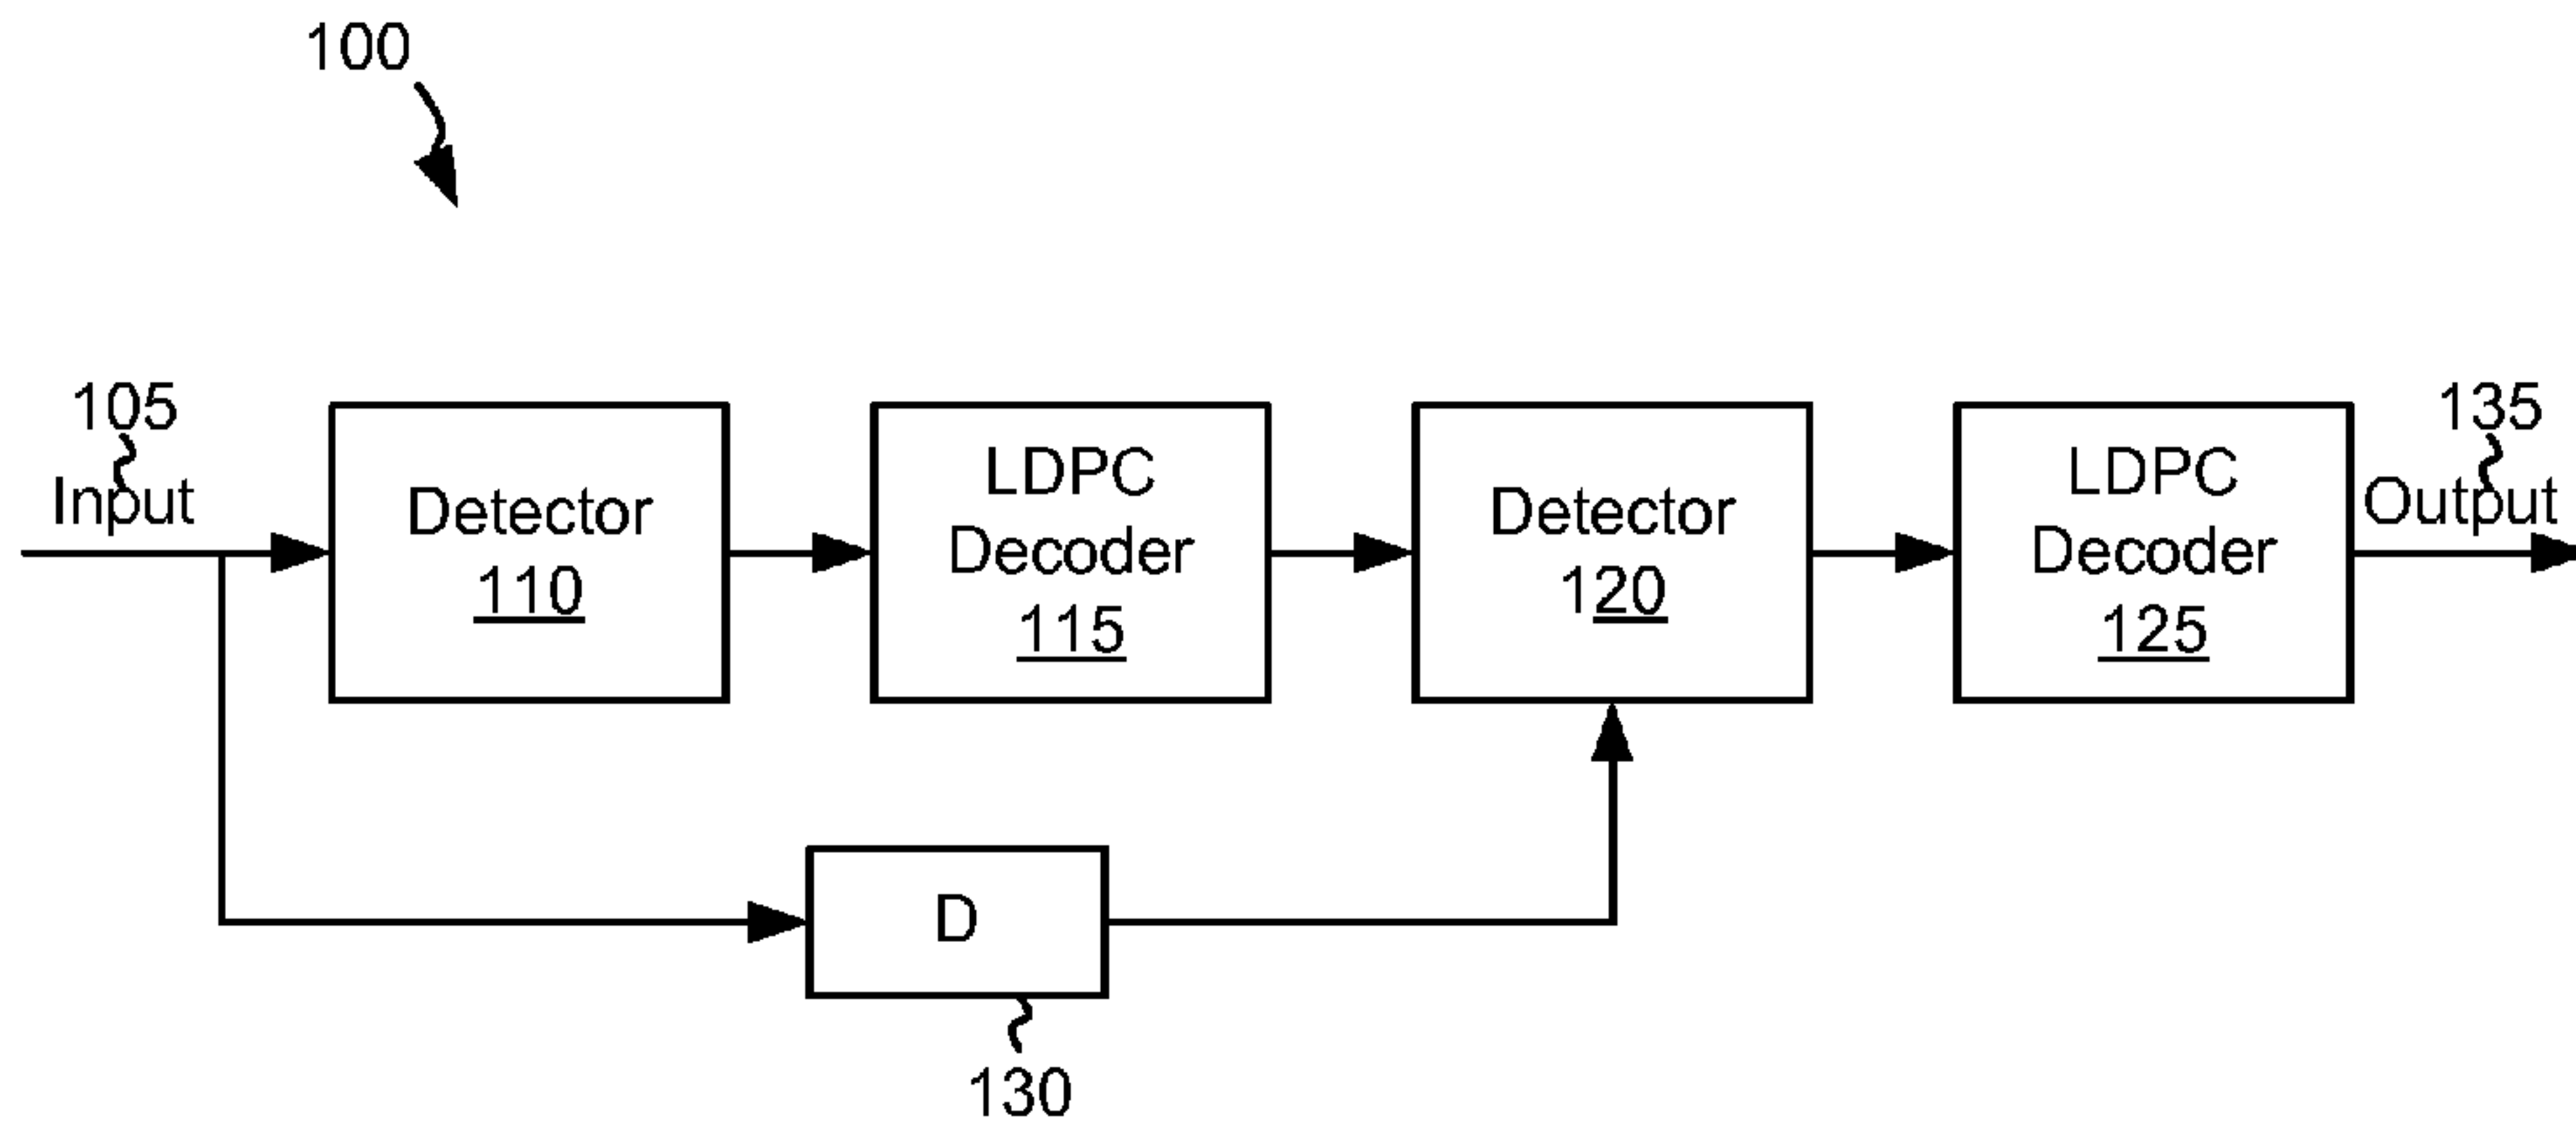 100
105
Input
Detector
110
LDPC
Decoder
115
Detector
120
LDPC
Decoder
125
135
Output
D
130